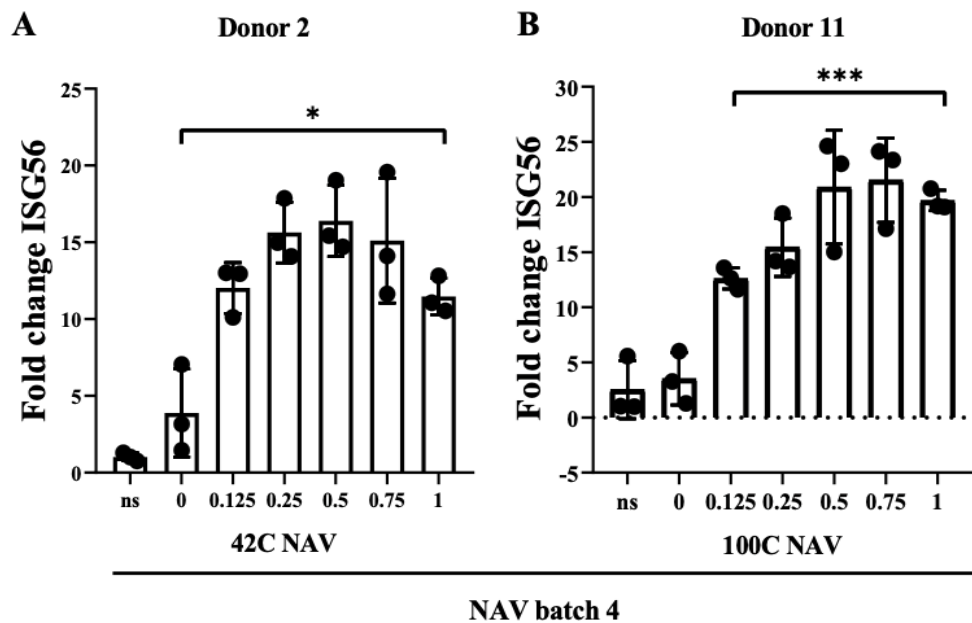 A
Donor 2
Fold change ISG56
25
20
15
10
5
0
*
ns 0 0.125 0.25 0.5 0.75 1
42C NAV
B
Donor 11
Fold change ISG56
30
25
20
15
10
5
0
-5
***
ns 0 0.125 0.25 0.5 0.75 1
100C NAV
NAV batch 4